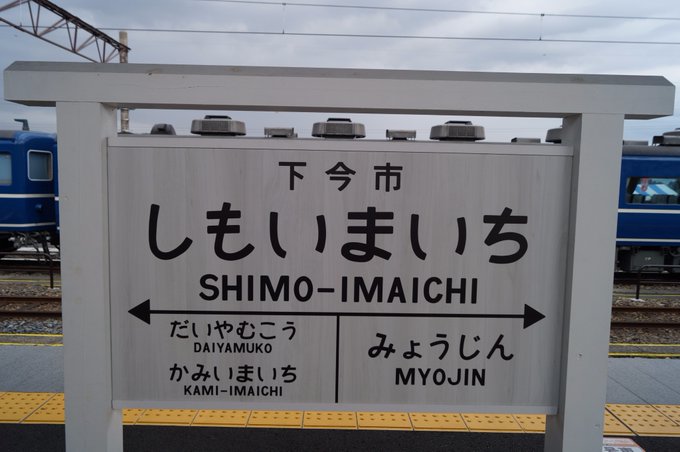 下今市
しもいまいち
SHIMO-IMAICHI
だいやむこう
DAIYAMUKO
かみいまいち
KAMI-IMAICHI
みょうじん
MYOJIN